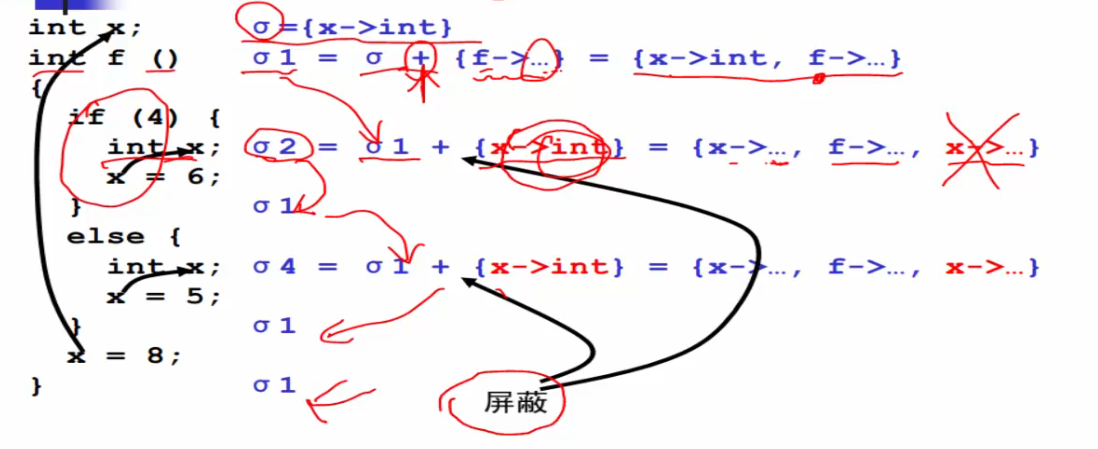 int x; σ={x->int}
int f () σ1 = σ + {f->…} = {x->int, f->…}
{
if (4) {
int x; σ2 = σ1 + {x->int} = {x->…, f->…, x->…}
x = 6;
} σ1
else {
int x; σ4 = σ1 + {x->int} = {x->…, f->…, x->…}
x = 5;
} σ1
x = 8;
} σ1
屏蔽